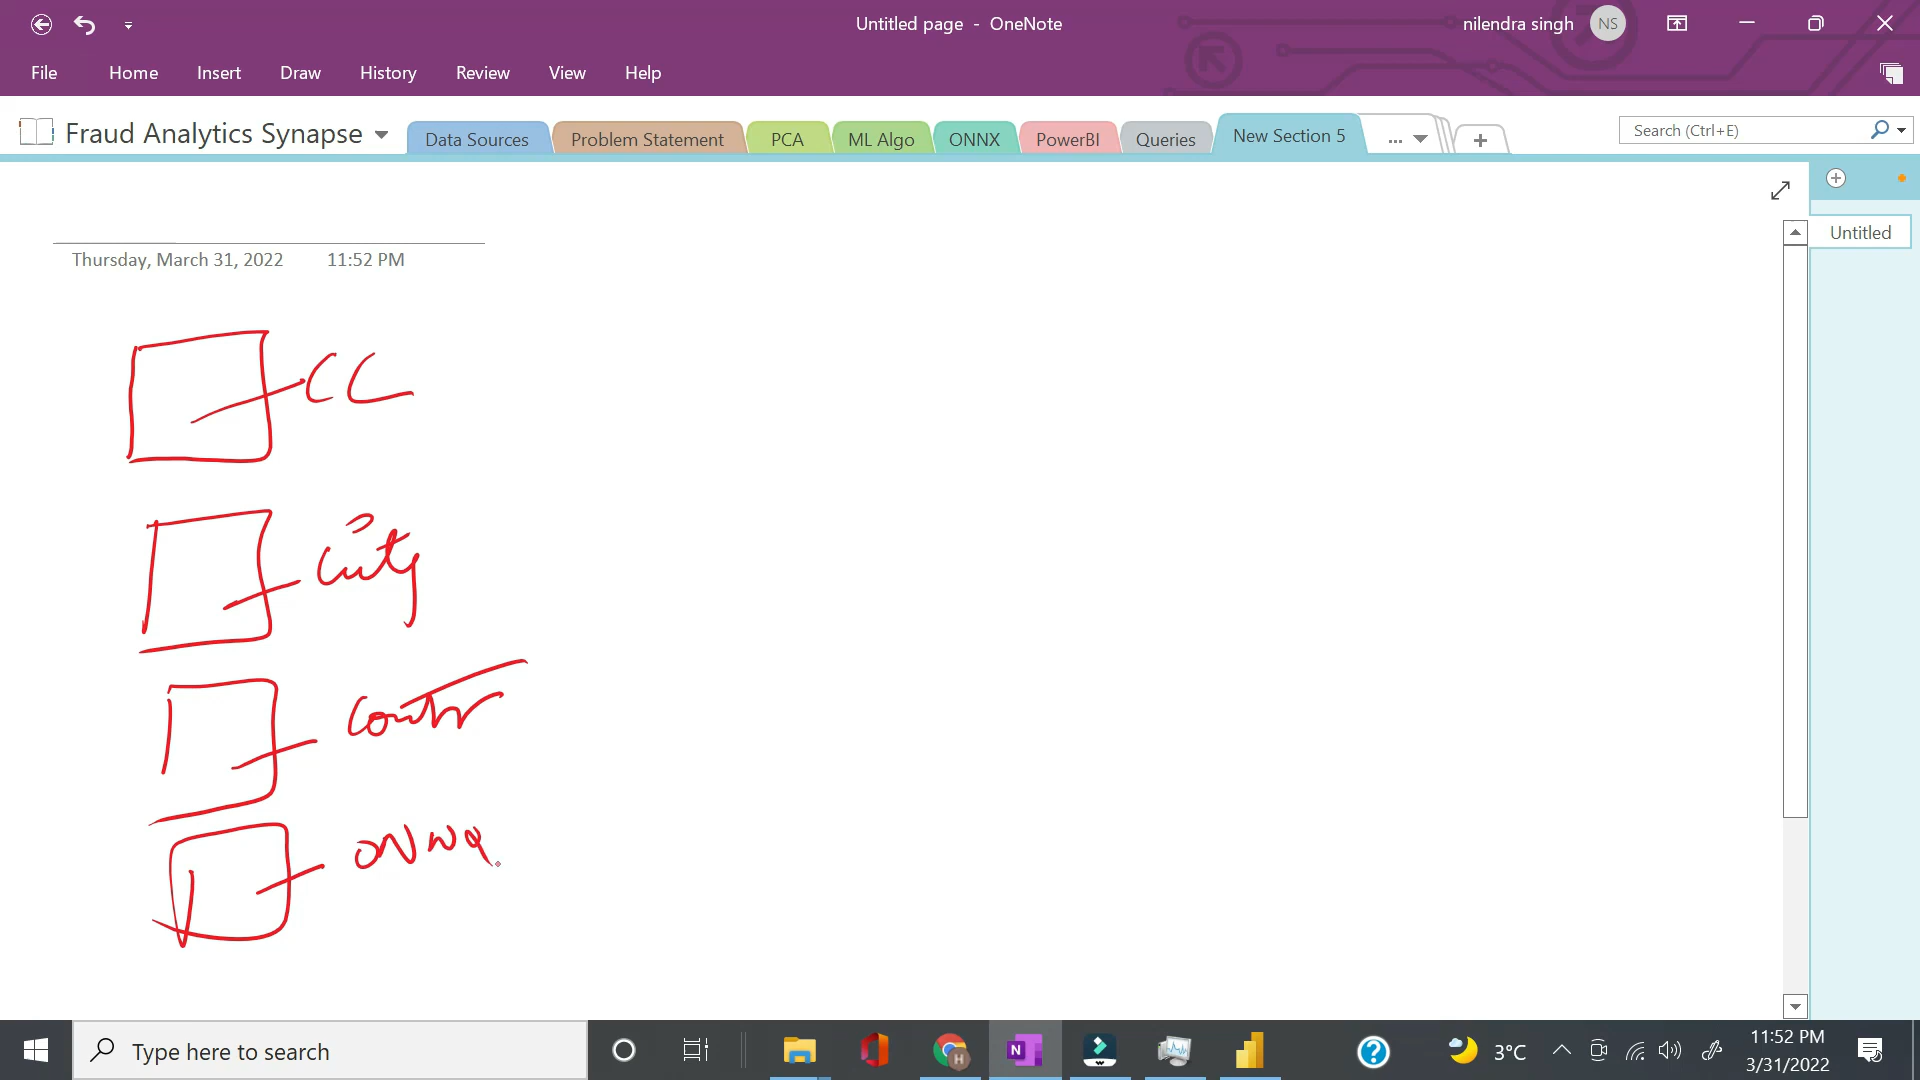 Untitled page - OneNote
nilendra singh
NS
File Home Insert Draw History Review View Help
Fraud Analytics Synapse
Data Sources Problem Statement PCA ML Algo ONNX PowerBI Queries New Section 5 ...
Search (Ctrl+E)
Untitled
Thursday, March 31, 2022 11:52 PM
CC
City
Type here to search
H
N
3°C
11:52 PM
3/31/2022